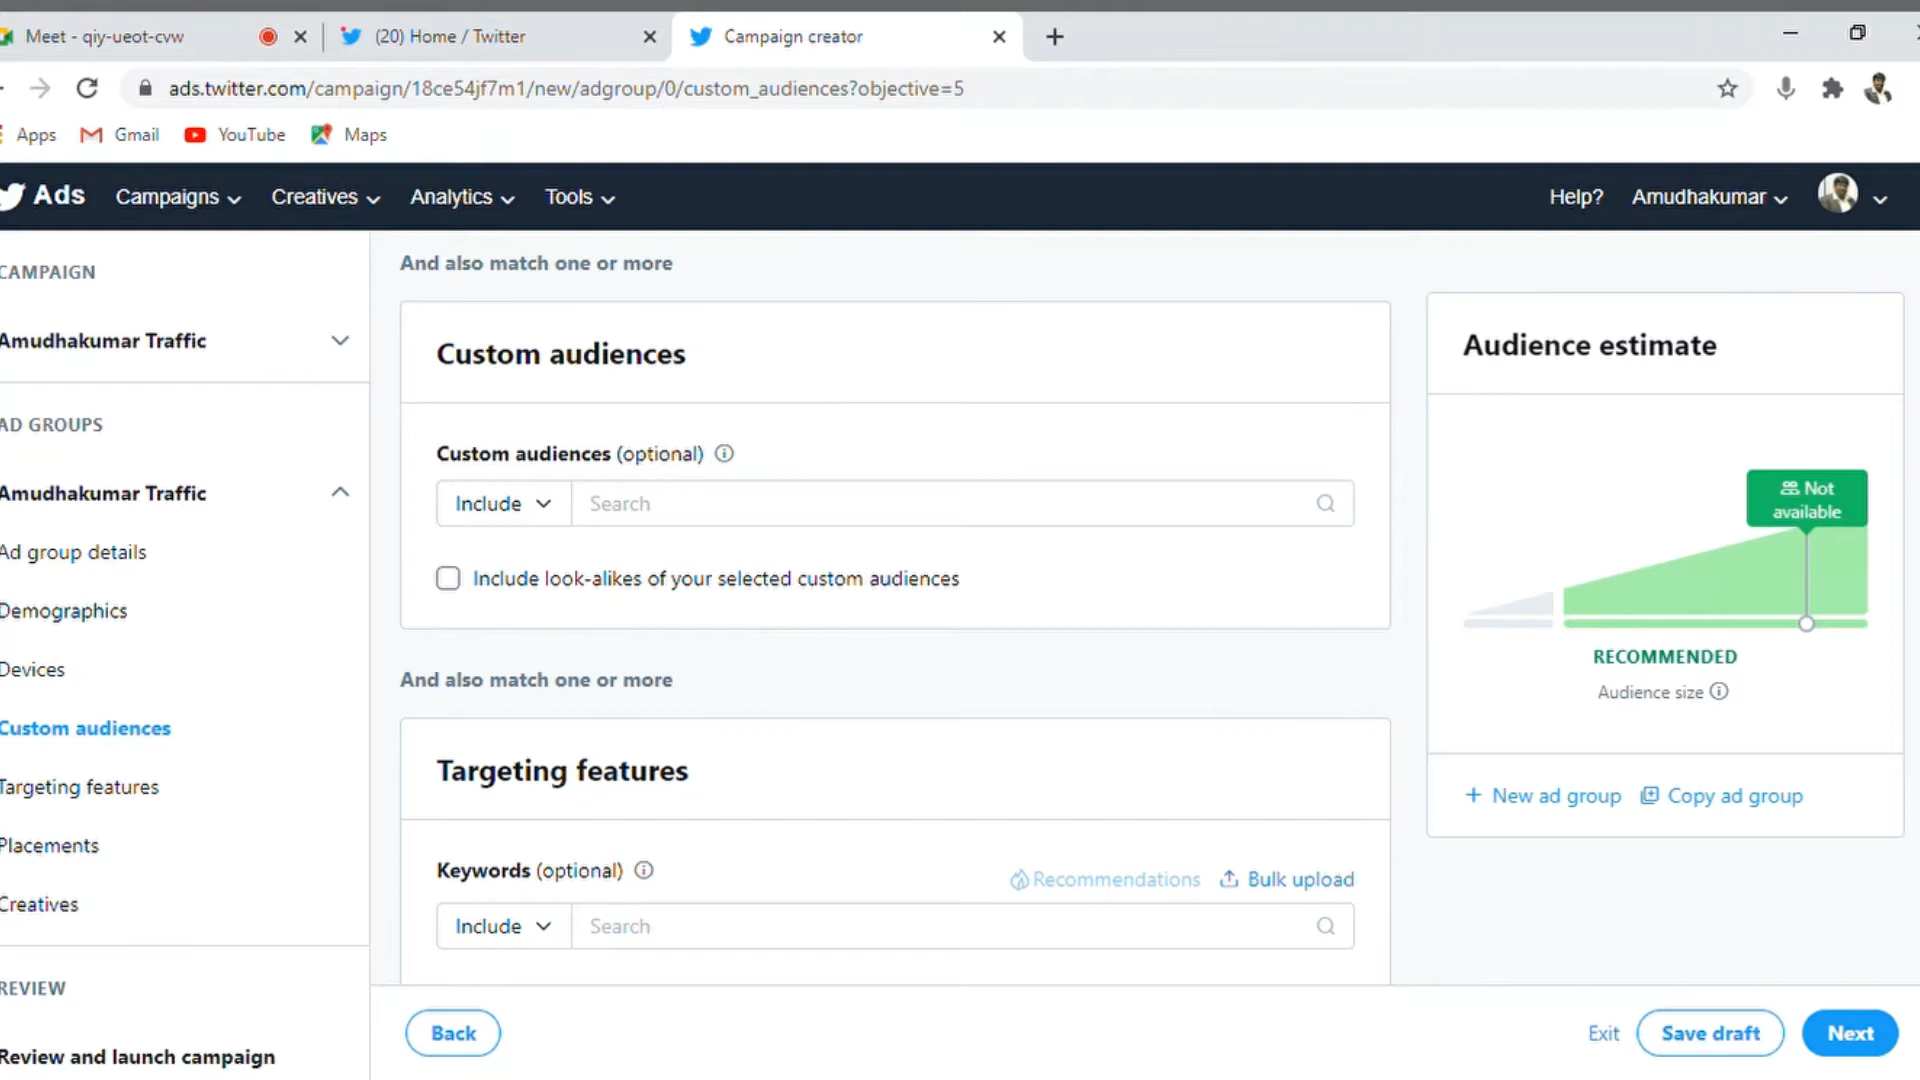 Meet - qiy-ueot-cvw
(20) Home / Twitter
Campaign creator
ads.twitter.com/campaign/18ce54jf7m1/new/adgroup/0/custom_audiences?objective=5
Apps
Gmail
YouTube
Maps
Ads
Campaigns
Creatives
Analytics
Tools
Help?
Amudhakumar
CAMPAIGN
Amudhakumar Traffic
AD GROUPS
Amudhakumar Traffic
Ad group details
Demographics
Devices
Custom audiences
Targeting features
Placements
Creatives
REVIEW
Review and launch campaign
And also match one or more
Custom audiences
Custom audiences (optional)
Include
Search
Include look-alikes of your selected custom audiences
And also match one or more
Targeting features
Keywords (optional)
Recommendations
Bulk upload
Include
Search
Audience estimate
Not
available
RECOMMENDED
Audience size
+ New ad group
Copy ad group
Back
Exit
Save draft
Next